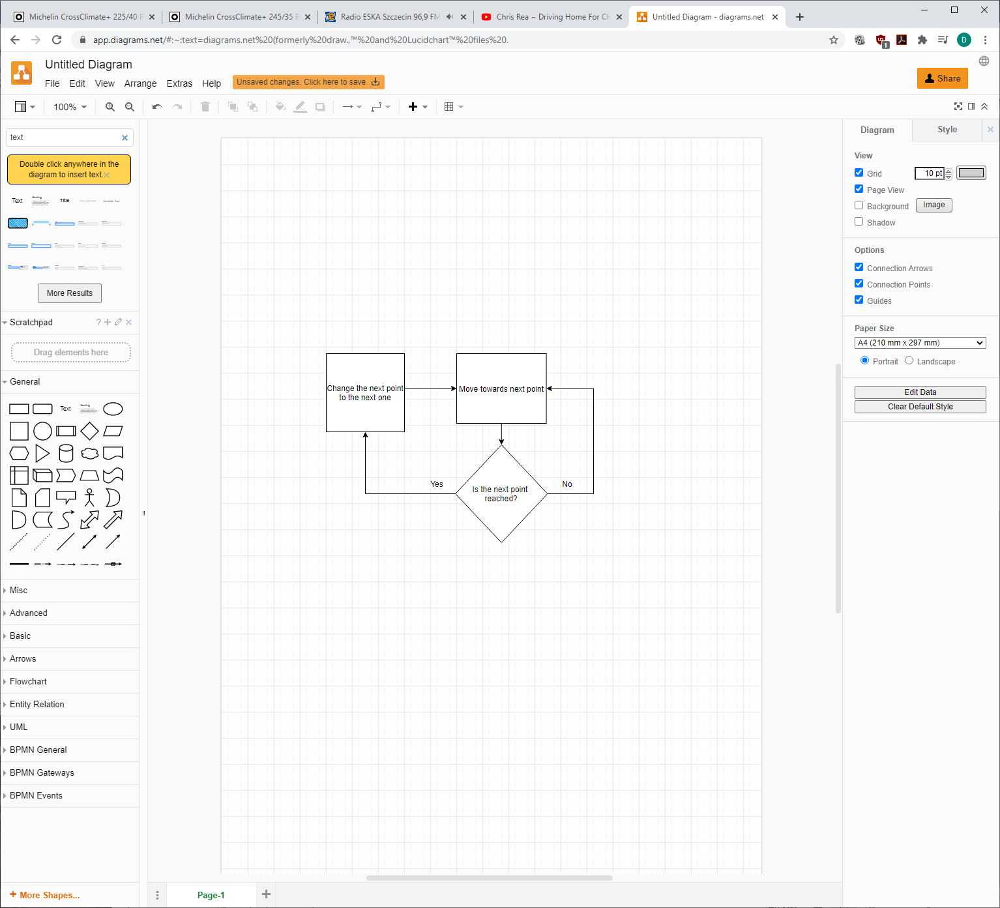 Michelin CrossClimate+ 225/40 R
Michelin CrossClimate+ 245/35 R
Radio ESKA Szczecin 96,9 FM
Chris Rea ~ Driving Home For Ch
Untitled Diagram - diagrams.net
app.diagrams.net/#:~:text=diagrams.net%20(formerly%20draw.,™%20and%20Lucidchart™%20files%20.
1
D
Untitled Diagram
File Edit View Arrange Extras Help
Unsaved changes. Click here to save.
Share
100%
text
Double click anywhere in the
diagram to insert text.
Text Heading Title Variable Text
More Results
Scratchpad
?
Drag elements here
General
Text Heading
Misc
Advanced
Basic
Arrows
Flowchart
Entity Relation
UML
BPMN General
BPMN Gateways
BPMN Events
+ More Shapes...
Change the next point
to the next one
Move towards next point
Yes
Is the next point
reached?
No
Page-1
Diagram Style
View
Grid 10 pt
Page View
Background Image
Shadow
Options
Connection Arrows
Connection Points
Guides
Paper Size
A4 (210 mm x 297 mm)
Portrait Landscape
Edit Data
Clear Default Style